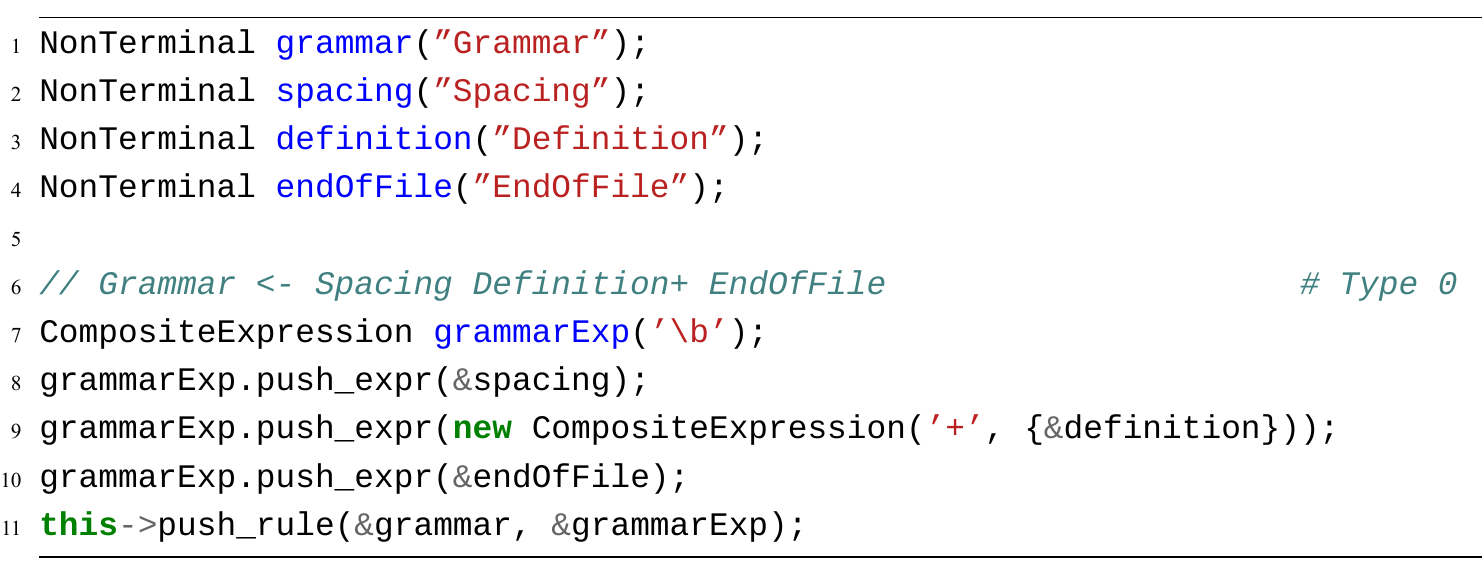 1 NonTerminal grammar(”Grammar”);
2 NonTerminal spacing(”Spacing”);
3 NonTerminal definition(”Definition”);
4 NonTerminal endOfFile(”EndOfFile”);
5
6 // Grammar <- Spacing Definition+ EndOfFile # Type 0
7 CompositeExpression grammarExp(’\b’);
8 grammarExp.push_expr(&spacing);
9 grammarExp.push_expr(new CompositeExpression(’+’, {&definition}));
10 grammarExp.push_expr(&endOfFile);
11 this->push_rule(&grammar, &grammarExp);